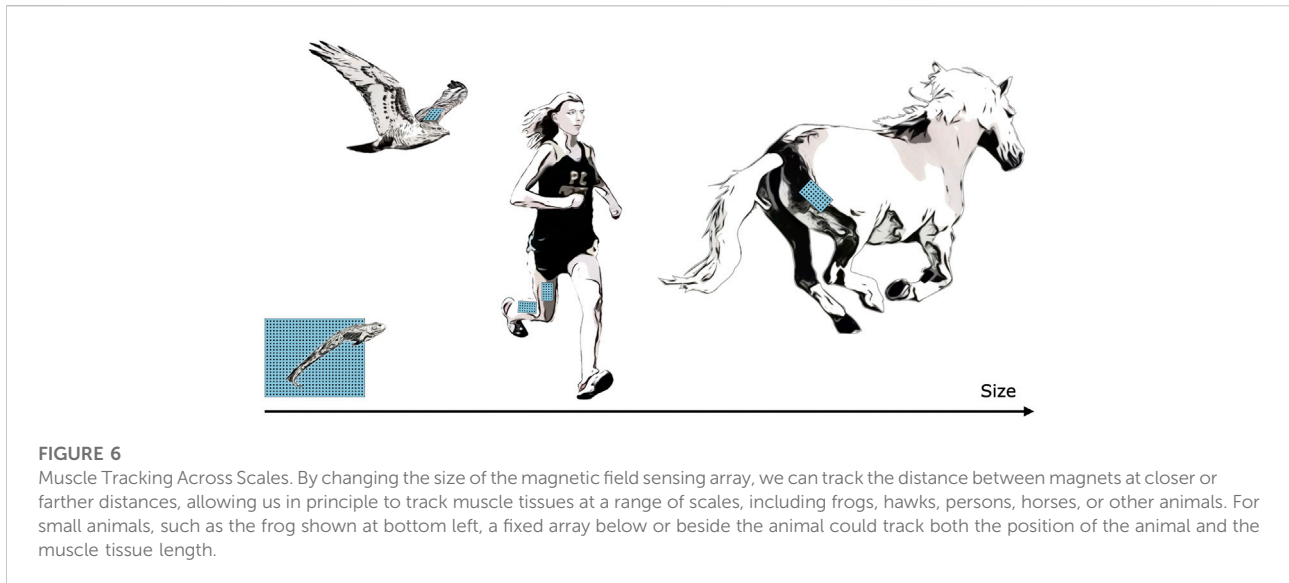 PC
Size
FIGURE 6
Muscle Tracking Across Scales. By changing the size of the magnetic field sensing array, we can track the distance between magnets at closer or
farther distances, allowing us in principle to track muscle tissues at a range of scales, including frogs, hawks, persons, horses, or other animals. For
small animals, such as the frog shown at bottom left, a fixed array below or beside the animal could track both the position of the animal and the
muscle tissue length.